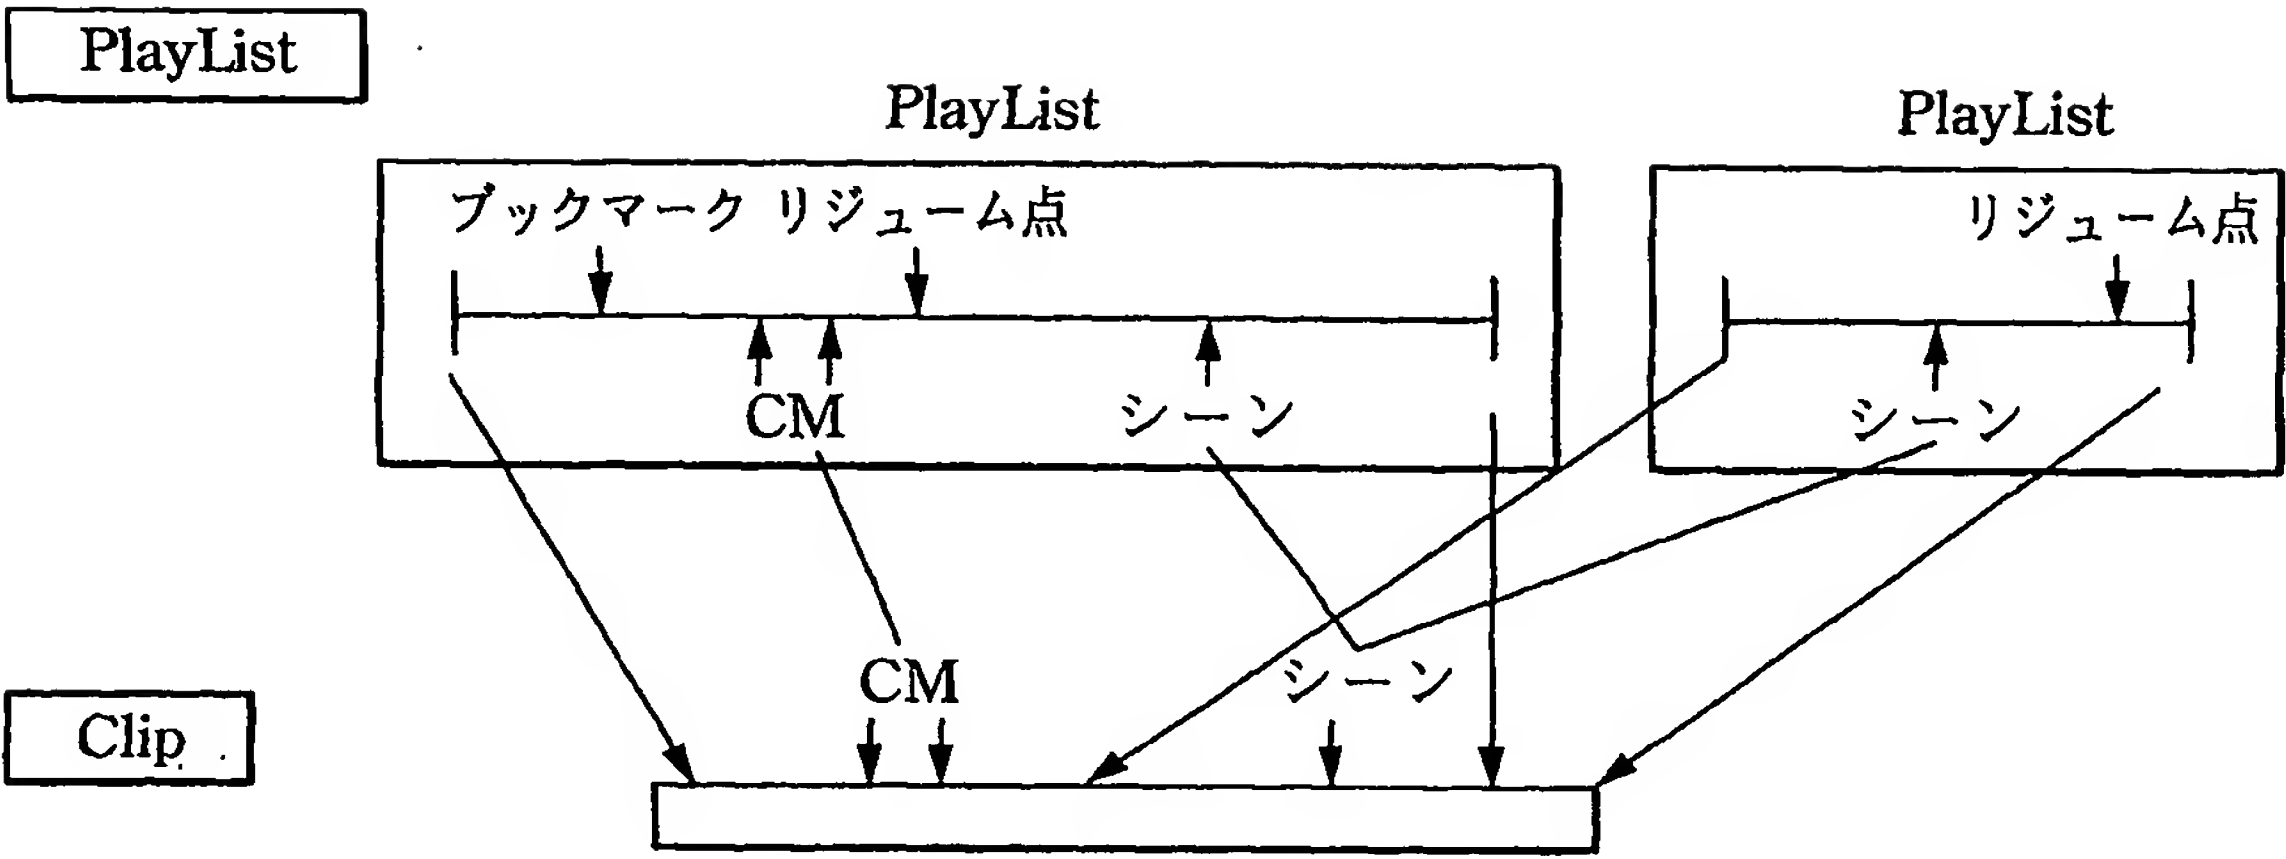 PlayList
PlayList
PlayList
ブックマーク リジューム点
リジューム点
CM
シーン
シーン
CM
シーン
Clip